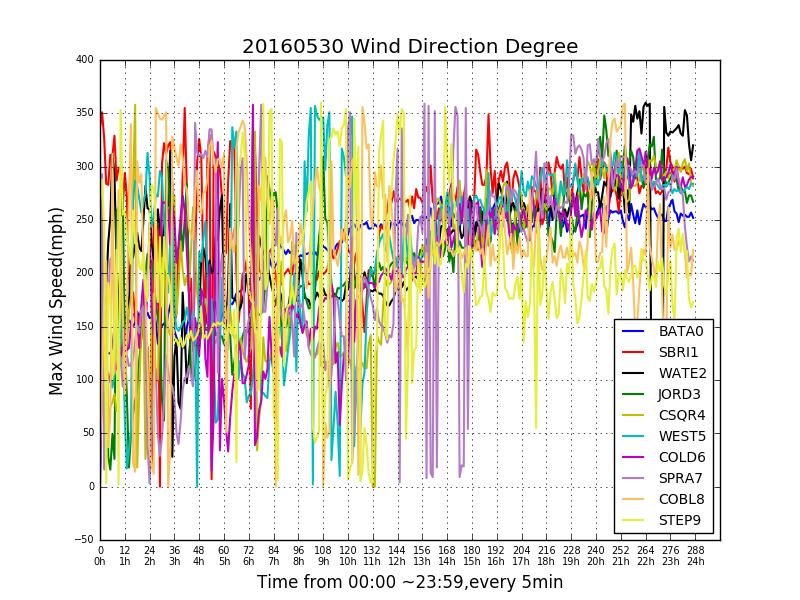 20160530 Wind Direction Degree
Max Wind Speed(mph)
400
350
300
250
200
150
100
50
0
−50
0 12 24 36 48 60 72 84 96 108 120 132 144 156 168 180 192 204 216 228 240 252 264 276 288
0h 1h 2h 3h 4h 5h 6h 7h 8h 9h 10h 11h 12h 13h 14h 15h 16h 17h 18h 19h 20h 21h 22h 23h 24h
Time from 00:00 ~23:59,every 5min
BATA0
SBRI1
WATE2
JORD3
CSQR4
WEST5
COLD6
SPRA7
COBL8
STEP9